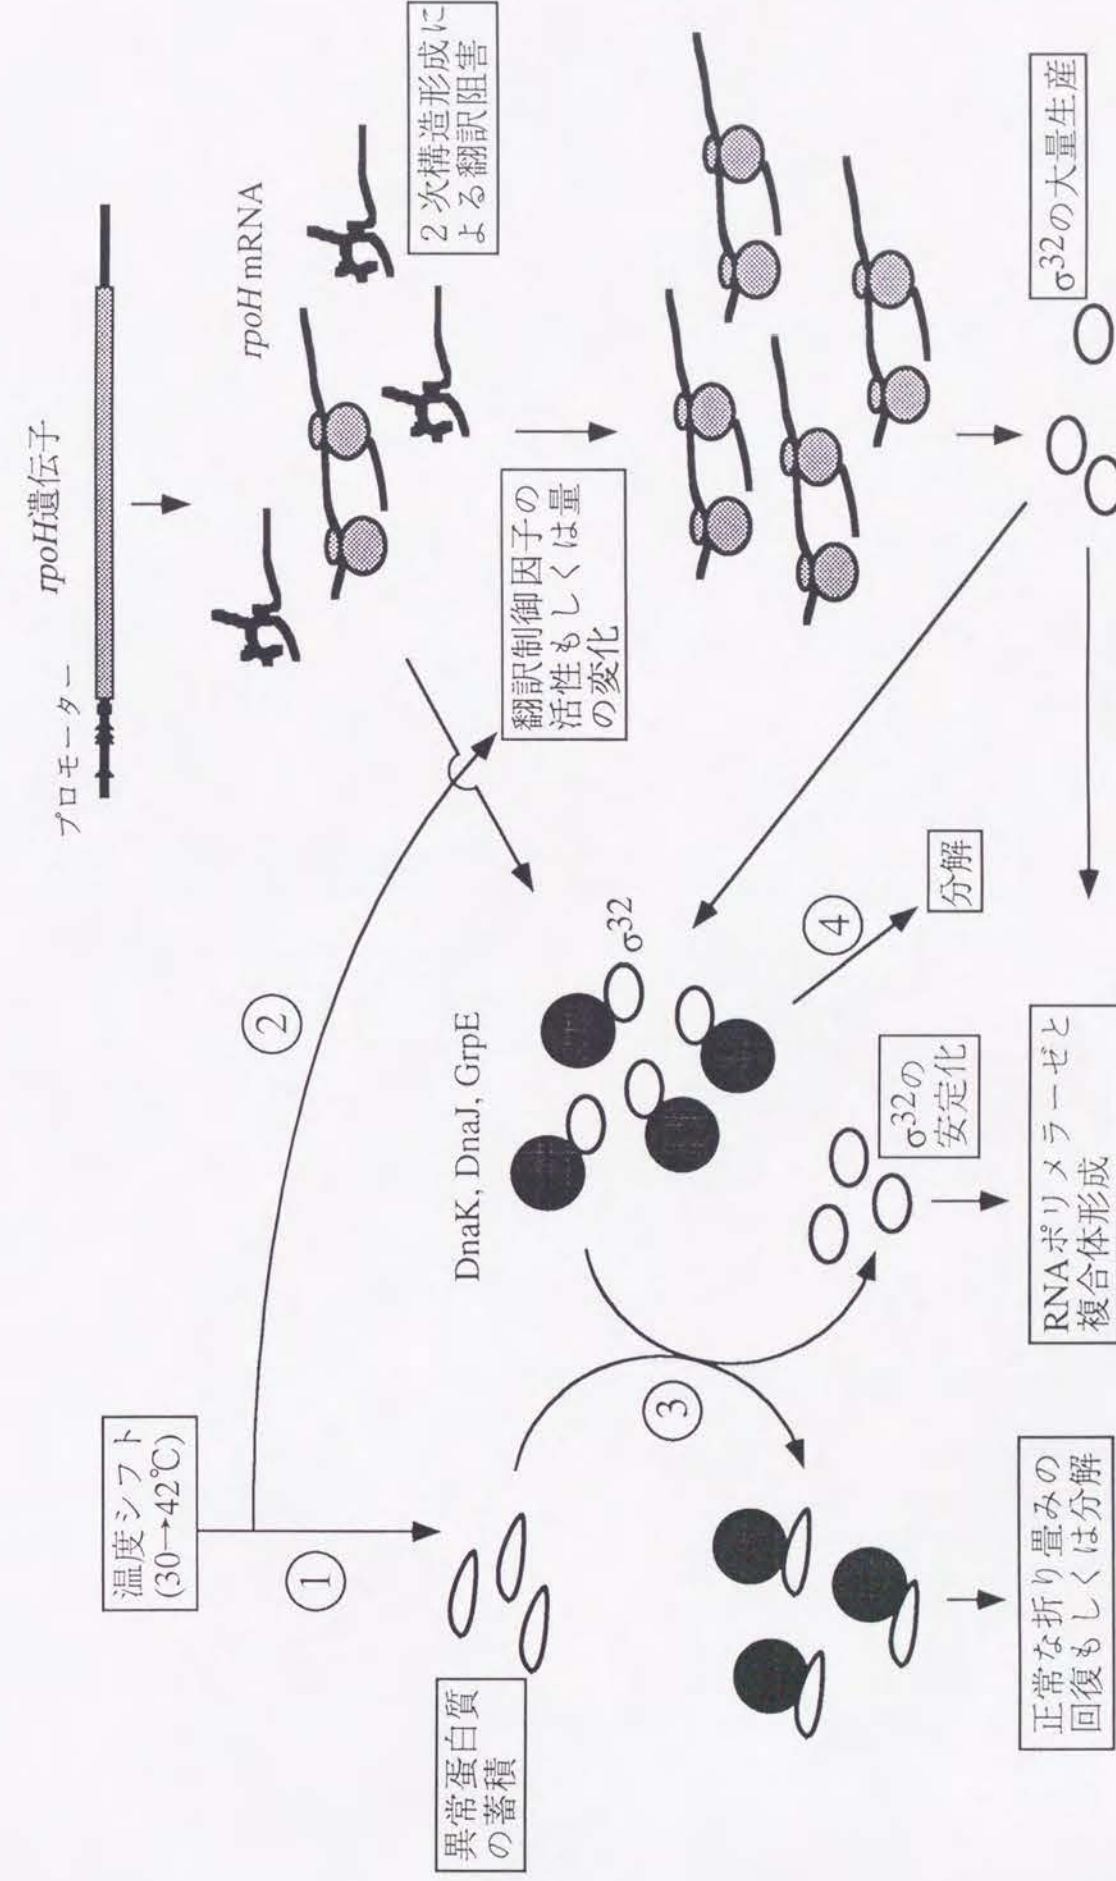 温度シフト
(30→42℃)
①
②
異常蛋白質
の蓄積
③
正常な折り畳みの
回復もしくは分解
DnaK, DnaJ, GrpE
σ32
④
分解
σ32の
安定化
RNAポリメラーゼと
複合体形成
プロモーター
rpoH遺伝子
rpoH mRNA
2次構造形成に
よる翻訳阻害
翻訳制御因子の
活性もしくは量
の変化
σ32の大量生産